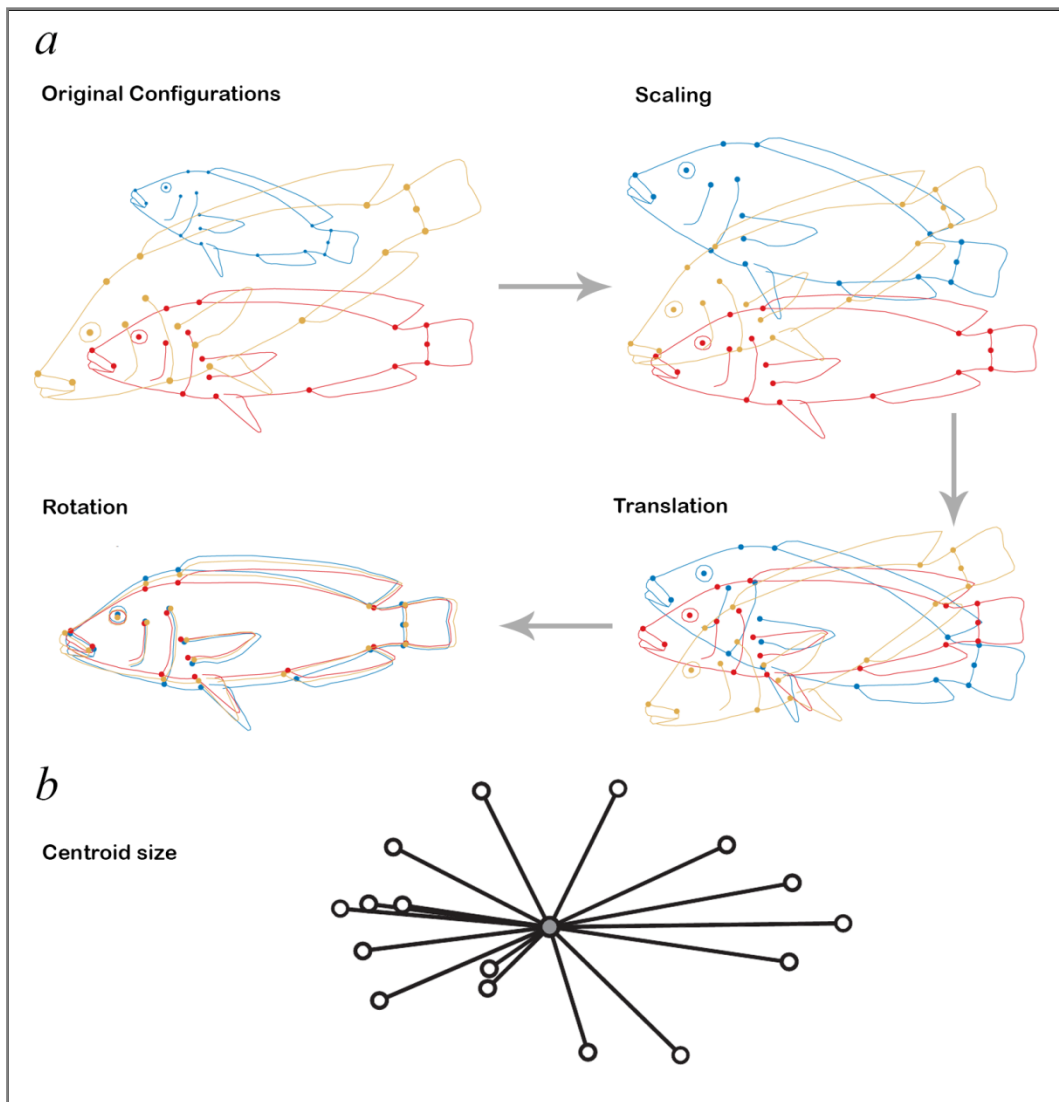 a
Original Configurations
Scaling
Rotation
Translation
b
Centroid size